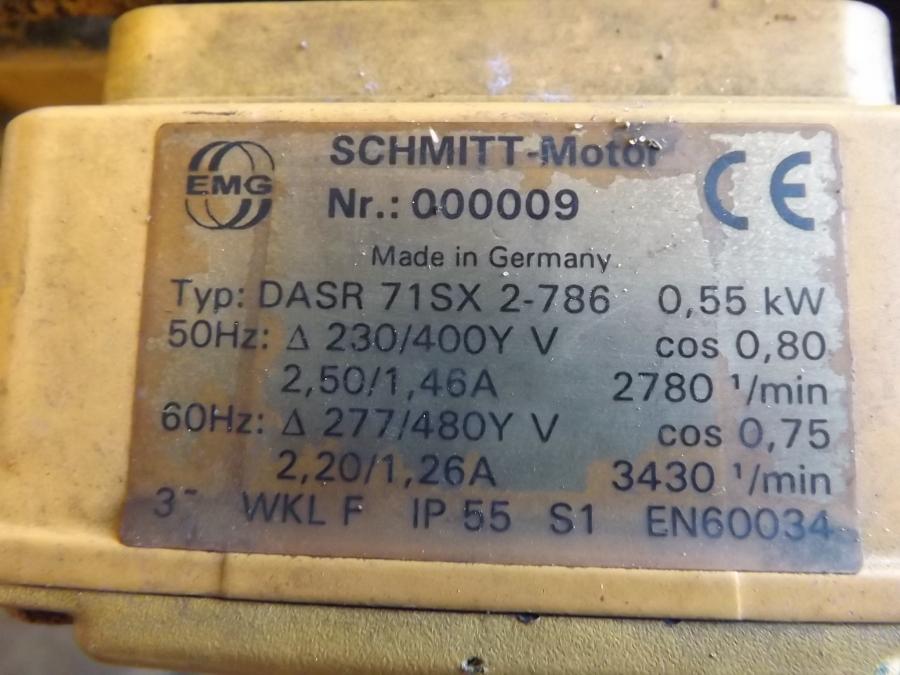 EMG
SCHMITT-Motor
Nr.: 000009
CE
Made in Germany
Typ: DASR 71SX 2-786 0,55 kW
50Hz: Δ 230/400Y V cos 0,80
2,50/1,46A 2780 ¹/min
60Hz: Δ 277/480Y V cos 0,75
2,20/1,26A 3430 ¹/min
3~ WKL F IP 55 S1 EN60034